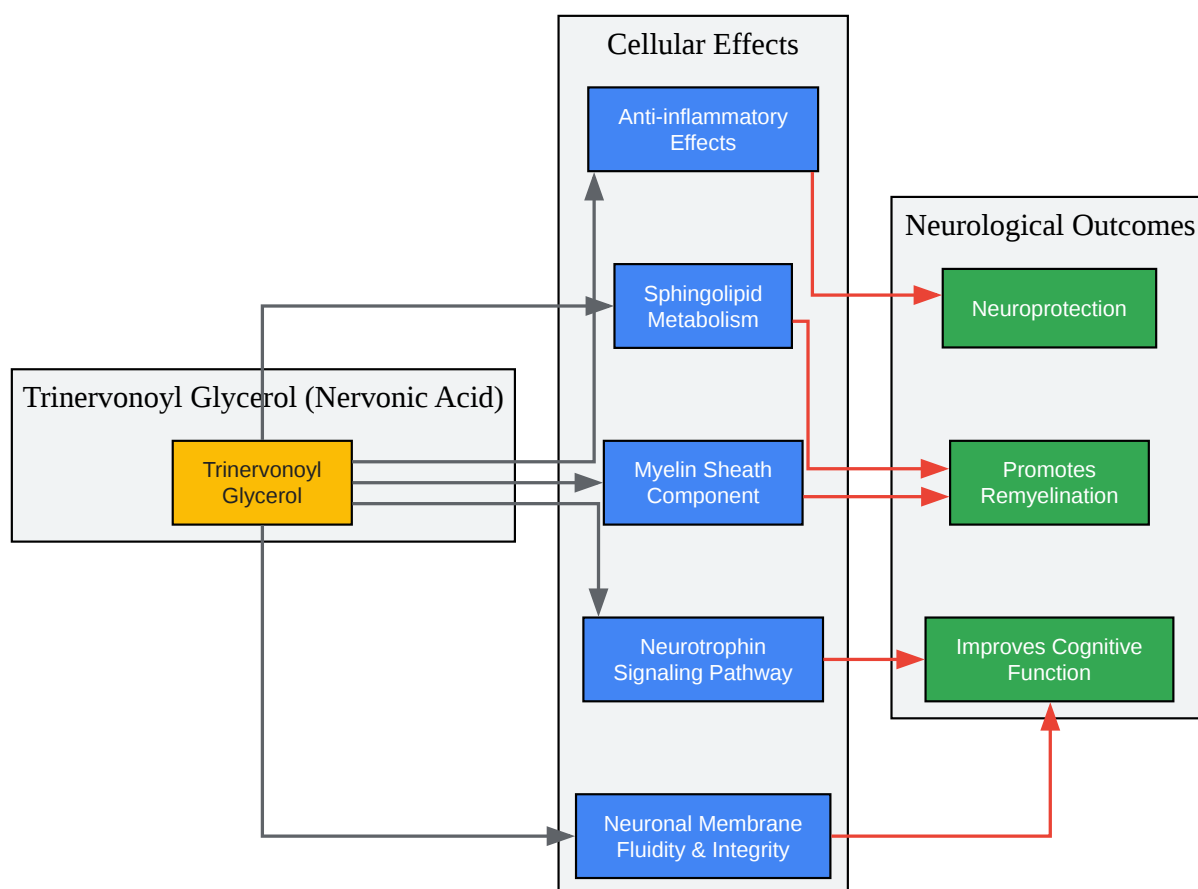 Cellular Effects
Anti-inflammatory
Effects
Neurological Outcomes
Sphingolipid
Metabolism
Neuroprotection
Trinervonoyl Glycerol (Nervonic Acid)
Trinervonoyl
Glycerol
Myelin Sheath
Component
Promotes
Remyelination
Neurotrophin
Signaling Pathway
Improves Cognitive
Function
Neuronal Membrane
Fluidity & Integrity